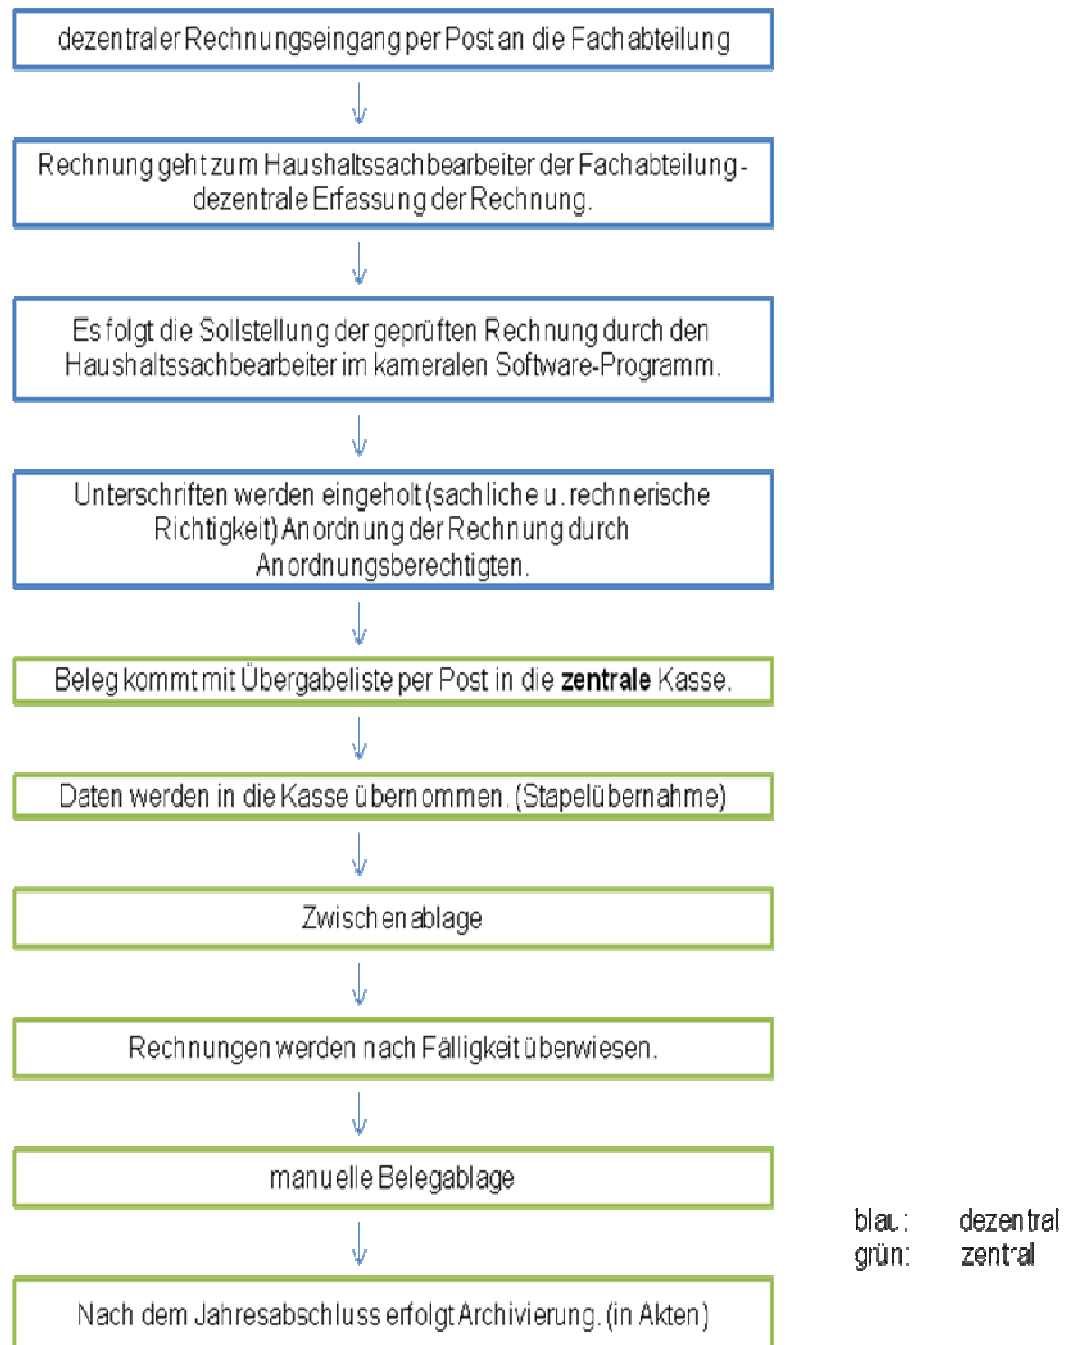 dezentraler Rechnungseingang per Post an die Fachabteilung
Rechnung geht zum Haushaltssachbearbeiter der Fachabteilung -
dezentrale Erfassung der Rechnung.
Es folgt die Sollstellung der geprüften Rechnung durch den
Haushaltssachbearbeiter im kameralen Software-Programm.
Unterschriften werden eingeholt (sachliche u. rechnerische
Richtigkeit) Anordnung der Rechnung durch
Anordnungsberechtigten.
Beleg kommt mit Übergabeliste per Post in die zentrale Kasse.
Daten werden in die Kasse übernommen. (Stapelübernahme)
Zwischenablage
Rechnungen werden nach Fälligkeit überwiesen.
manuelle Belegablage
blau: dezentral
grün: zentral
Nach dem Jahresabschluss erfolgt Archivierung. (in Akten)